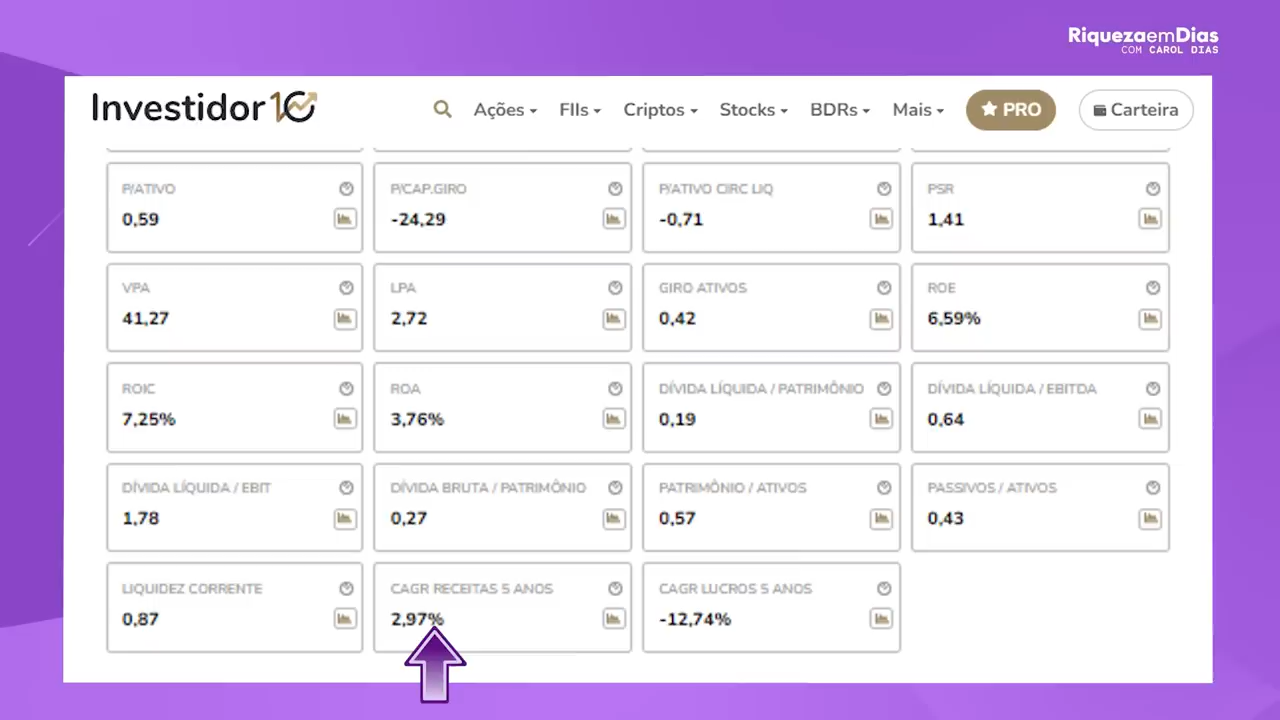 RiquezaemDias
COM CAROL DIAS
Investidor 10
Ações
FIIs
Criptos
Stocks
BDRs
Mais
PRO
Carteira
P/ATIVO
0,59
P/CAP.GIRO
-24,29
P/ATIVO CIRC LIQ
-0,71
PSR
1,41
VPA
41,27
LPA
2,72
GIRO ATIVOS
0,42
ROE
6,59%
ROIC
7,25%
ROA
3,76%
DÍVIDA LÍQUIDA / PATRIMÔNIO
0,19
DÍVIDA LÍQUIDA / EBITDA
0,64
DÍVIDA LÍQUIDA / EBIT
1,78
DÍVIDA BRUTA / PATRIMÔNIO
0,27
PATRIMÔNIO / ATIVOS
0,57
PASSIVOS / ATIVOS
0,43
LIQUIDEZ CORRENTE
0,87
CAGR RECEITAS 5 ANOS
2,97%
CAGR LUCROS 5 ANOS
-12,74%